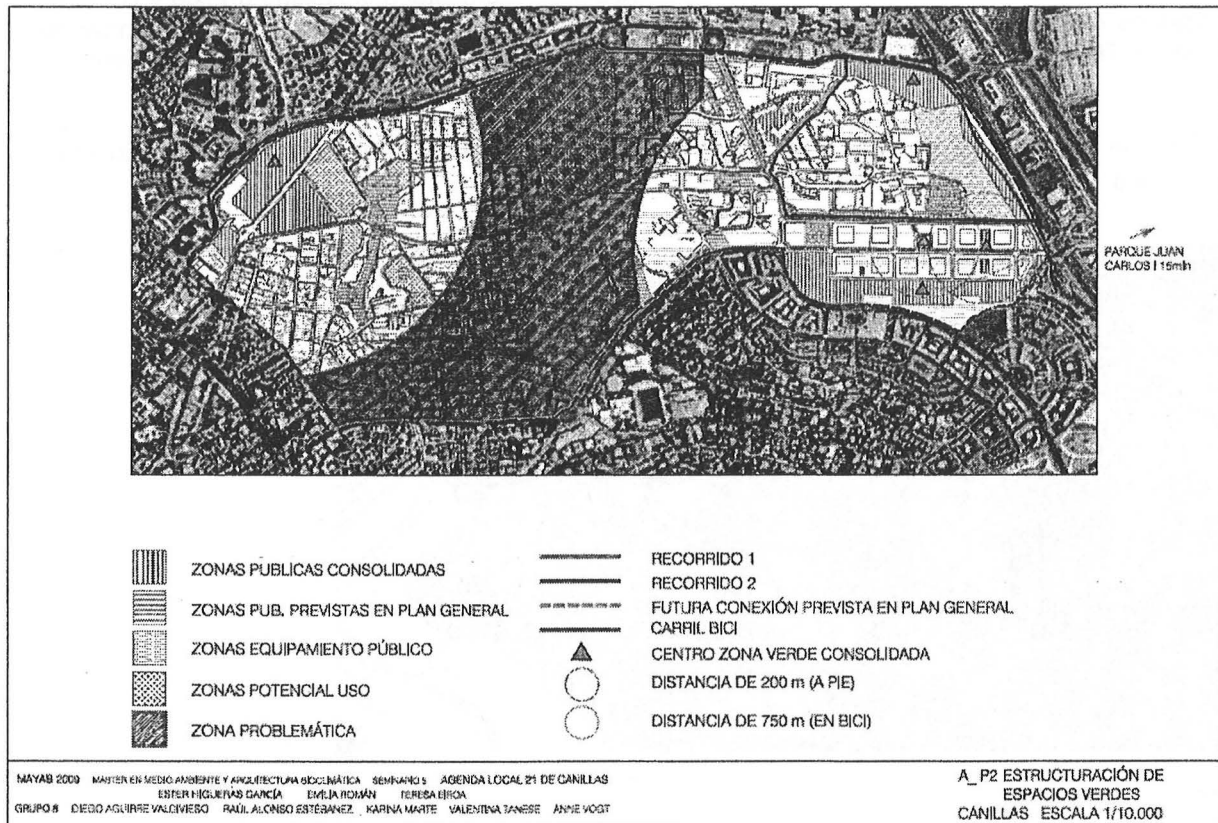 PARQUE JUAN
CARLOS I 15min
ZONAS PUBLICAS CONSOLIDADAS
ZONAS PUB. PREVISTAS EN PLAN GENERAL
ZONAS EQUIPAMIENTO PÚBLICO
ZONAS POTENCIAL USO
ZONA PROBLEMÁTICA
RECORRIDO 1
RECORRIDO 2
FUTURA CONEXIÓN PREVISTA EN PLAN GENERAL
CARRIL BICI
CENTRO ZONA VERDE CONSOLIDADA
DISTANCIA DE 200 m (A PIE)
DISTANCIA DE 750 m (EN BICI)
MAYAB 2009 MASTER EN MEDIO AMBIENTE Y ARQUITECTURA BIOCLIMÁTICA SEMINARIO 5 AGENDA LOCAL 21 DE CANILLAS
ESTER HIGUERAS GARCÍA EMILIA ROMÁN TERESA EIROA
GRUPO 8 DIEGO AGUIRRE VALDIVIESO RAÚL ALONSO ESTÉBANEZ KARINA MARTE VALENTINA TANESE ANNE VOGT
A_P2 ESTRUCTURACIÓN DE
ESPACIOS VERDES
CANILLAS ESCALA 1/10.000